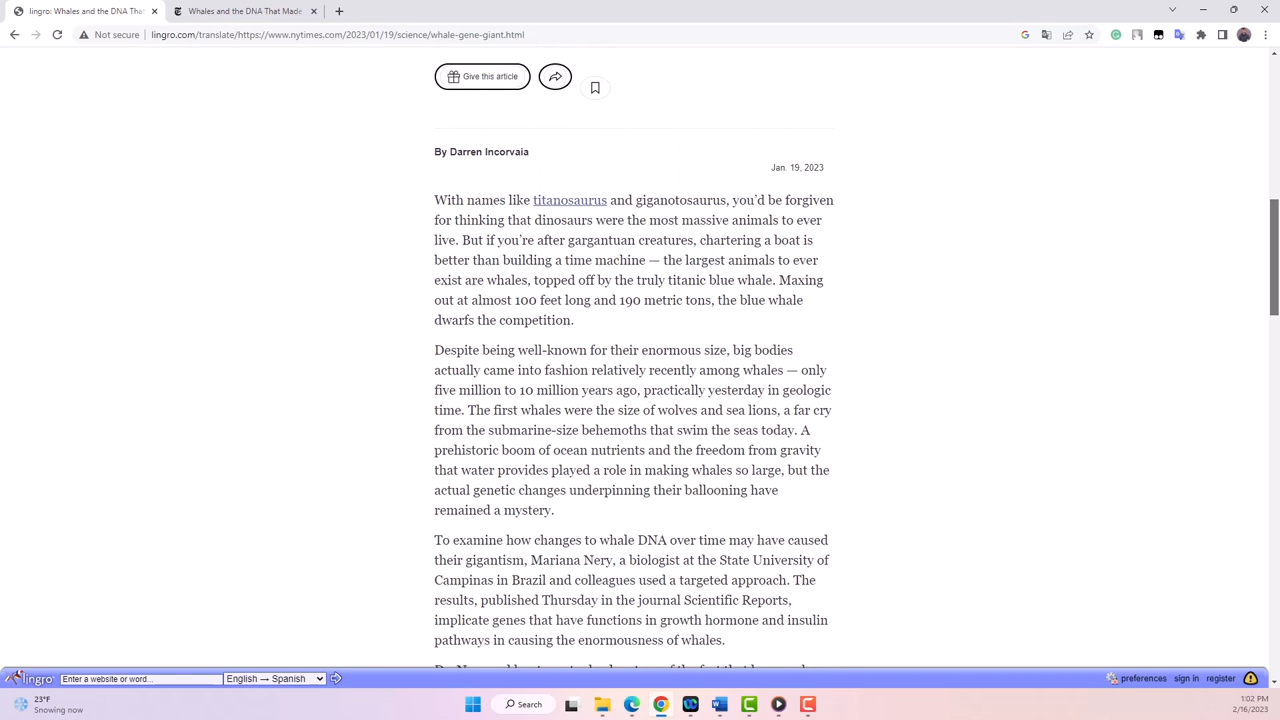 lingro: Whales and the DNA That
Whales and the DNA That Made
Not secure
lingro.com/translate/https://www.nytimes.com/2023/01/19/science/whale-gene-giant.html
Give this article
By Darren Incorvaia
Jan. 19, 2023
With names like titanosaurus and giganotosaurus, you’d be forgiven
for thinking that dinosaurs were the most massive animals to ever
live. But if you’re after gargantuan creatures, chartering a boat is
better than building a time machine — the largest animals to ever
exist are whales, topped off by the truly titanic blue whale. Maxing
out at almost 100 feet long and 190 metric tons, the blue whale
dwarfs the competition.
Despite being well-known for their enormous size, big bodies
actually came into fashion relatively recently among whales — only
five million to 10 million years ago, practically yesterday in geologic
time. The first whales were the size of wolves and sea lions, a far cry
from the submarine-size behemoths that swim the seas today. A
prehistoric boom of ocean nutrients and the freedom from gravity
that water provides played a role in making whales so large, but the
actual genetic changes underpinning their ballooning have
remained a mystery.
To examine how changes to whale DNA over time may have caused
their gigantism, Mariana Nery, a biologist at the State University of
Campinas in Brazil and colleagues used a targeted approach. The
results, published Thursday in the journal Scientific Reports,
implicate genes that have functions in growth hormone and insulin
pathways in causing the enormousness of whales.
lingro
Enter a website or word...
English → Spanish
preferences sign in register
23°F
Snowing now
Search
1:02 PM
2/16/2023